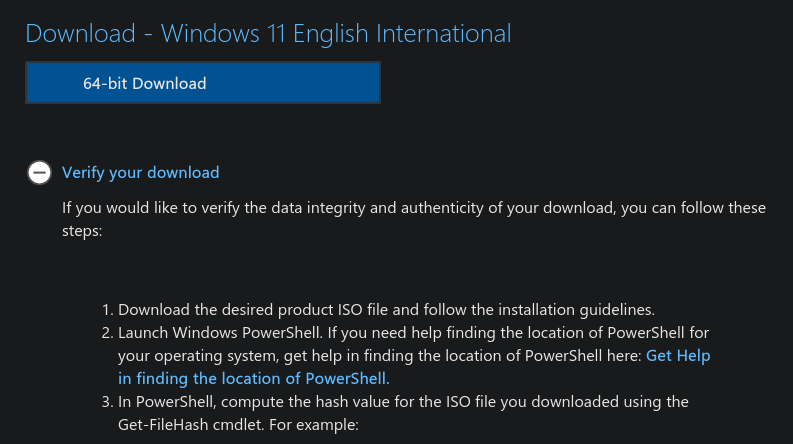 Download - Windows 11 English International
64-bit Download
Verify your download
If you would like to verify the data integrity and authenticity of your download, you can follow these
steps:
1. Download the desired product ISO file and follow the installation guidelines.
2. Launch Windows PowerShell. If you need help finding the location of PowerShell for
your operating system, get help in finding the location of PowerShell here: Get Help
in finding the location of PowerShell.
3. In PowerShell, compute the hash value for the ISO file you downloaded using the
Get-FileHash cmdlet. For example: